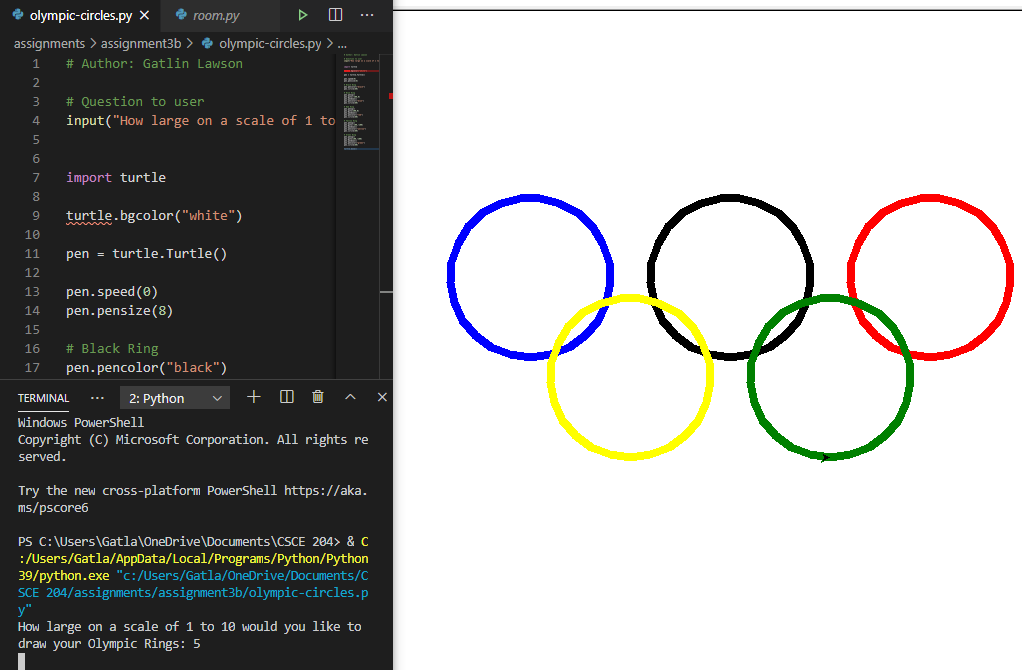 olympic-circles.py
room.py
assignments > assignment3b > olympic-circles.py > ...
1 # Author: Gatlin Lawson
2
3 # Question to user
4 input("How large on a scale of 1 to
5
6
7 import turtle
8
9 turtle.bgcolor("white")
10
11 pen = turtle.Turtle()
12
13 pen.speed(0)
14 pen.pensize(8)
15
16 # Black Ring
17 pen.pencolor("black")
TERMINAL ... 2: Python
Windows PowerShell
Copyright (C) Microsoft Corporation. All rights re
served.
Try the new cross-platform PowerShell https://aka.
ms/pscore6
PS C:\Users\Gatla\OneDrive\Documents\CSCE 204> & C
:/Users/Gatla/AppData/Local/Programs/Python/Python
39/python.exe "c:/Users/Gatla/OneDrive/Documents/C
SCE 204/assignments/assignment3b/olympic-circles.p
y"
How large on a scale of 1 to 10 would you like to
draw your Olympic Rings: 5